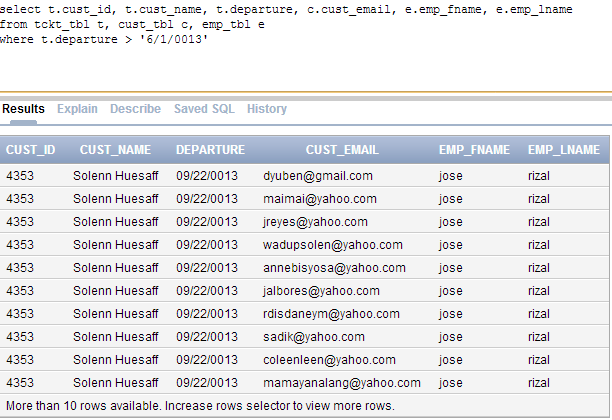 select t.cust_id, t.cust_name, t.departure, c.cust_email, e.emp_fname, e.emp_lname
from tckt_tbl t, cust_tbl c, emp_tbl e
where t.departure > '6/1/0013'
Results Explain Describe Saved SQL History
CUST_ID CUST_NAME DEPARTURE CUST_EMAIL EMP_FNAME EMP_LNAME
4353 Solenn Huesaff 09/22/0013 dyuben@gmail.com jose rizal
4353 Solenn Huesaff 09/22/0013 maimai@yahoo.com jose rizal
4353 Solenn Huesaff 09/22/0013 jreyes@yahoo.com jose rizal
4353 Solenn Huesaff 09/22/0013 wadupsolen@yahoo.com jose rizal
4353 Solenn Huesaff 09/22/0013 annebisyosa@yahoo.com jose rizal
4353 Solenn Huesaff 09/22/0013 jalbores@yahoo.com jose rizal
4353 Solenn Huesaff 09/22/0013 rdisdaneym@yahoo.com jose rizal
4353 Solenn Huesaff 09/22/0013 sadik@yahoo.com jose rizal
4353 Solenn Huesaff 09/22/0013 coleenleen@yahoo.com jose rizal
4353 Solenn Huesaff 09/22/0013 mamayanalang@yahoo.com jose rizal
More than 10 rows available. Increase rows selector to view more rows.